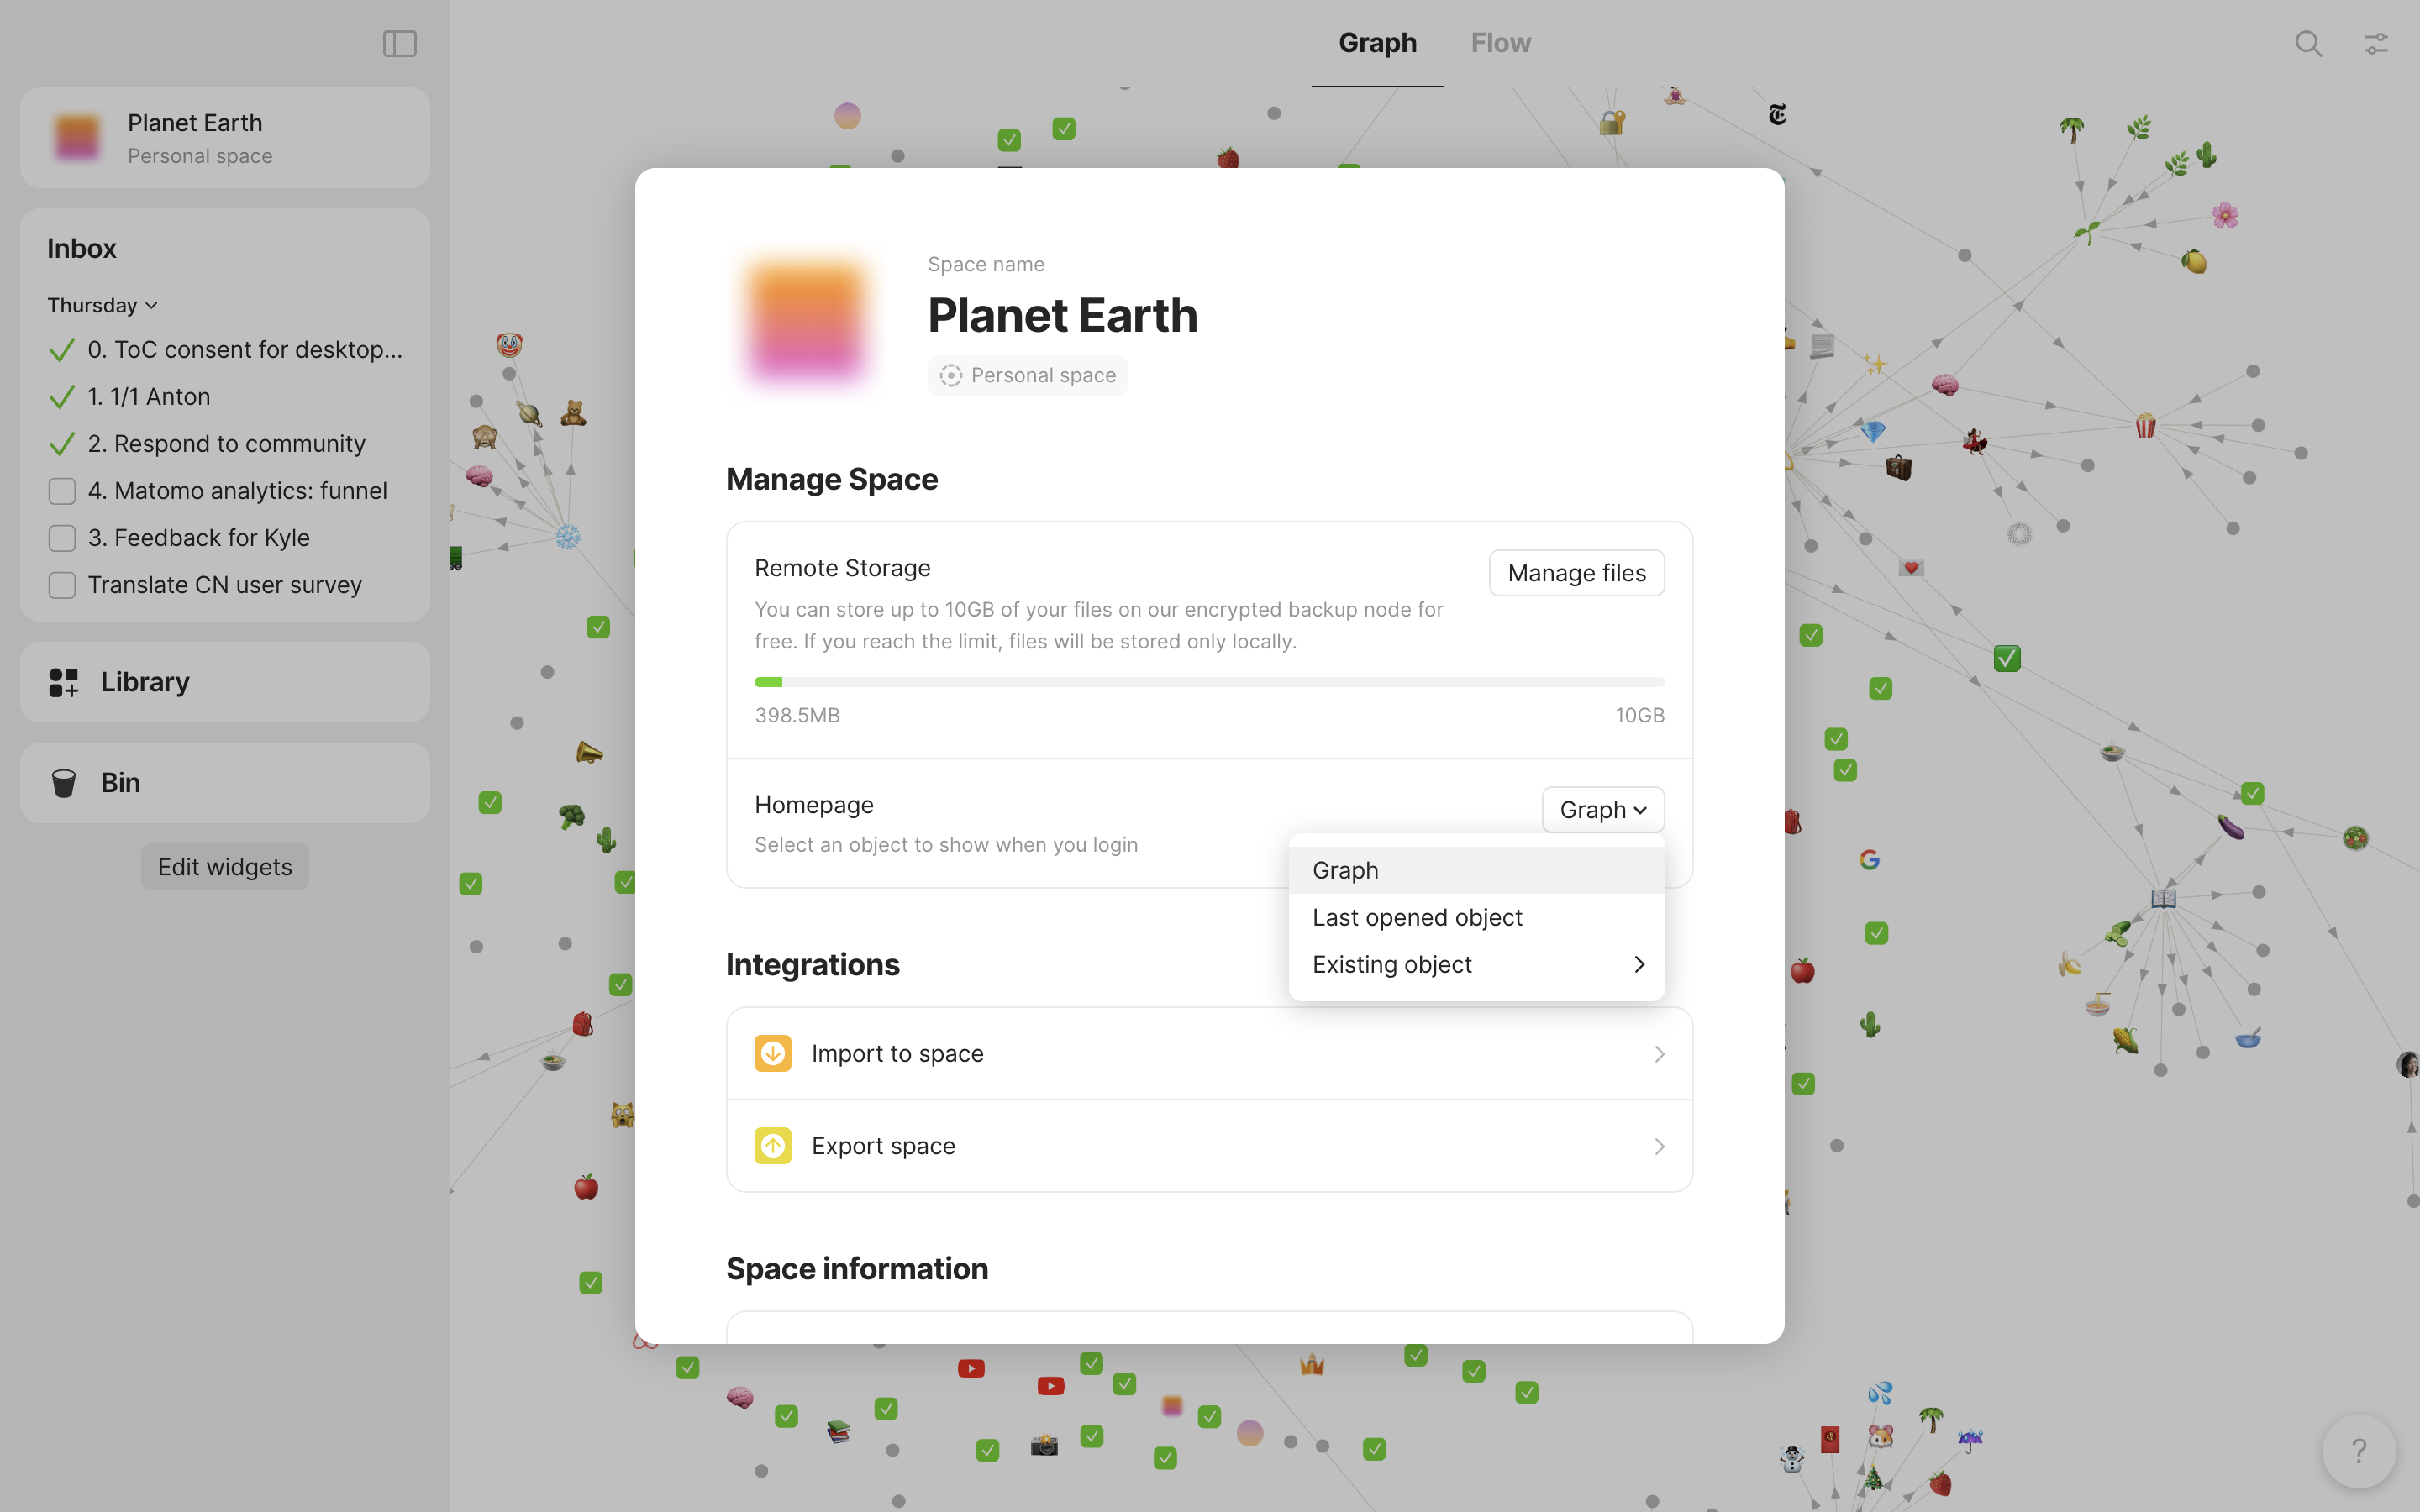 Graph
Flow
Planet Earth
Personal space
Inbox
Thursday
0. ToC consent for desktop...
1. 1/1 Anton
2. Respond to community
4. Matomo analytics: funnel
3. Feedback for Kyle
Translate CN user survey
Library
Bin
Edit widgets
Space name
Planet Earth
Personal space
Manage Space
Remote Storage
Manage files
You can store up to 10GB of your files on our encrypted backup node for
free. If you reach the limit, files will be stored only locally.
398.5MB
10GB
Homepage
Graph
Select an object to show when you login
Graph
Last opened object
Existing object
Integrations
Import to space
Export space
Space information
?